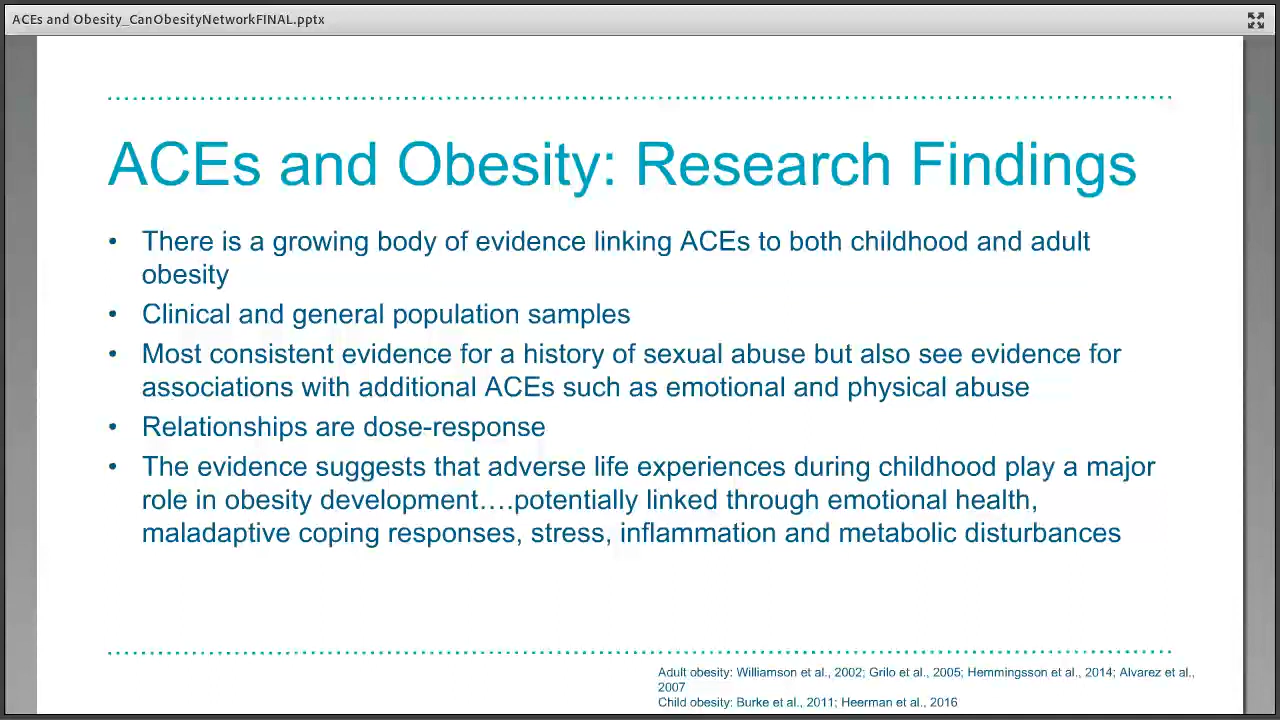 ACEs and Obesity_CanObesityNetworkFINAL.pptx
ACEs and Obesity: Research Findings
• There is a growing body of evidence linking ACEs to both childhood and adult
obesity
• Clinical and general population samples
• Most consistent evidence for a history of sexual abuse but also see evidence for
associations with additional ACEs such as emotional and physical abuse
• Relationships are dose-response
• The evidence suggests that adverse life experiences during childhood play a major
role in obesity development….potentially linked through emotional health,
maladaptive coping responses, stress, inflammation and metabolic disturbances
Adult obesity: Williamson et al., 2002; Grilo et al., 2005; Hemmingsson et al., 2014; Alvarez et al.,
2007
Child obesity: Burke et al., 2011; Heerman et al., 2016